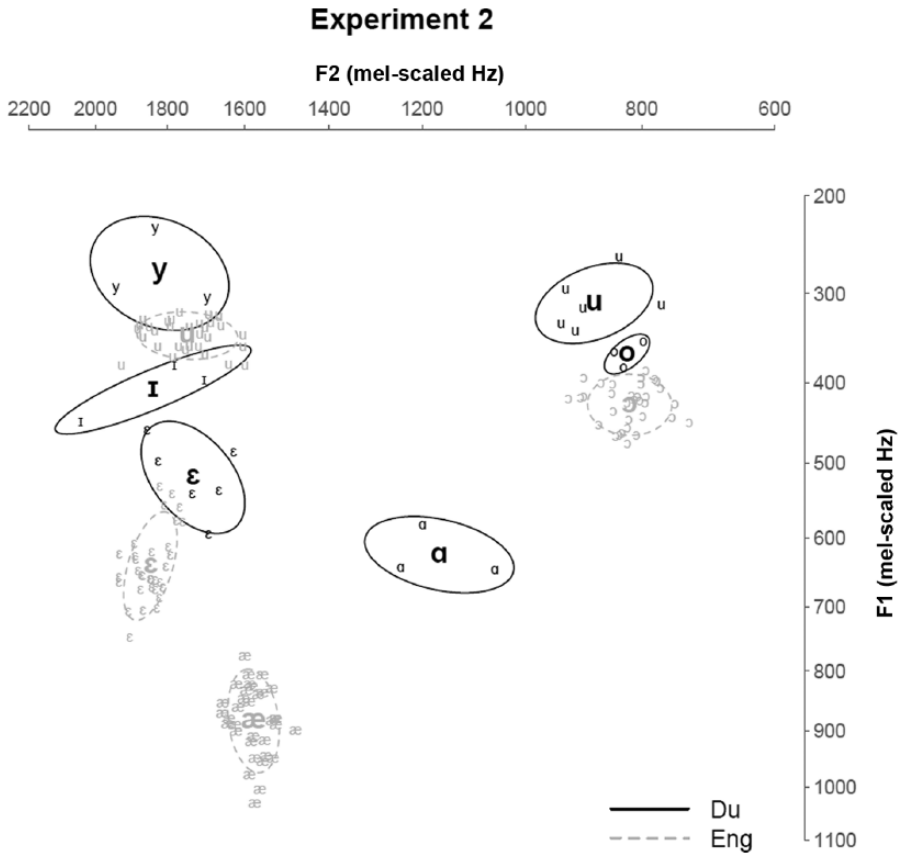 Experiment 2
F2 (mel-scaled Hz)
2200 2000 1800 1600 1400 1200 1000 800 600
200
300
400
500
600
700
800
900
1000
1100
F1 (mel-scaled Hz)
y
u
u
o
ɪ
ɔ
ɛ
ɛ
ɑ
æ
Du
Eng